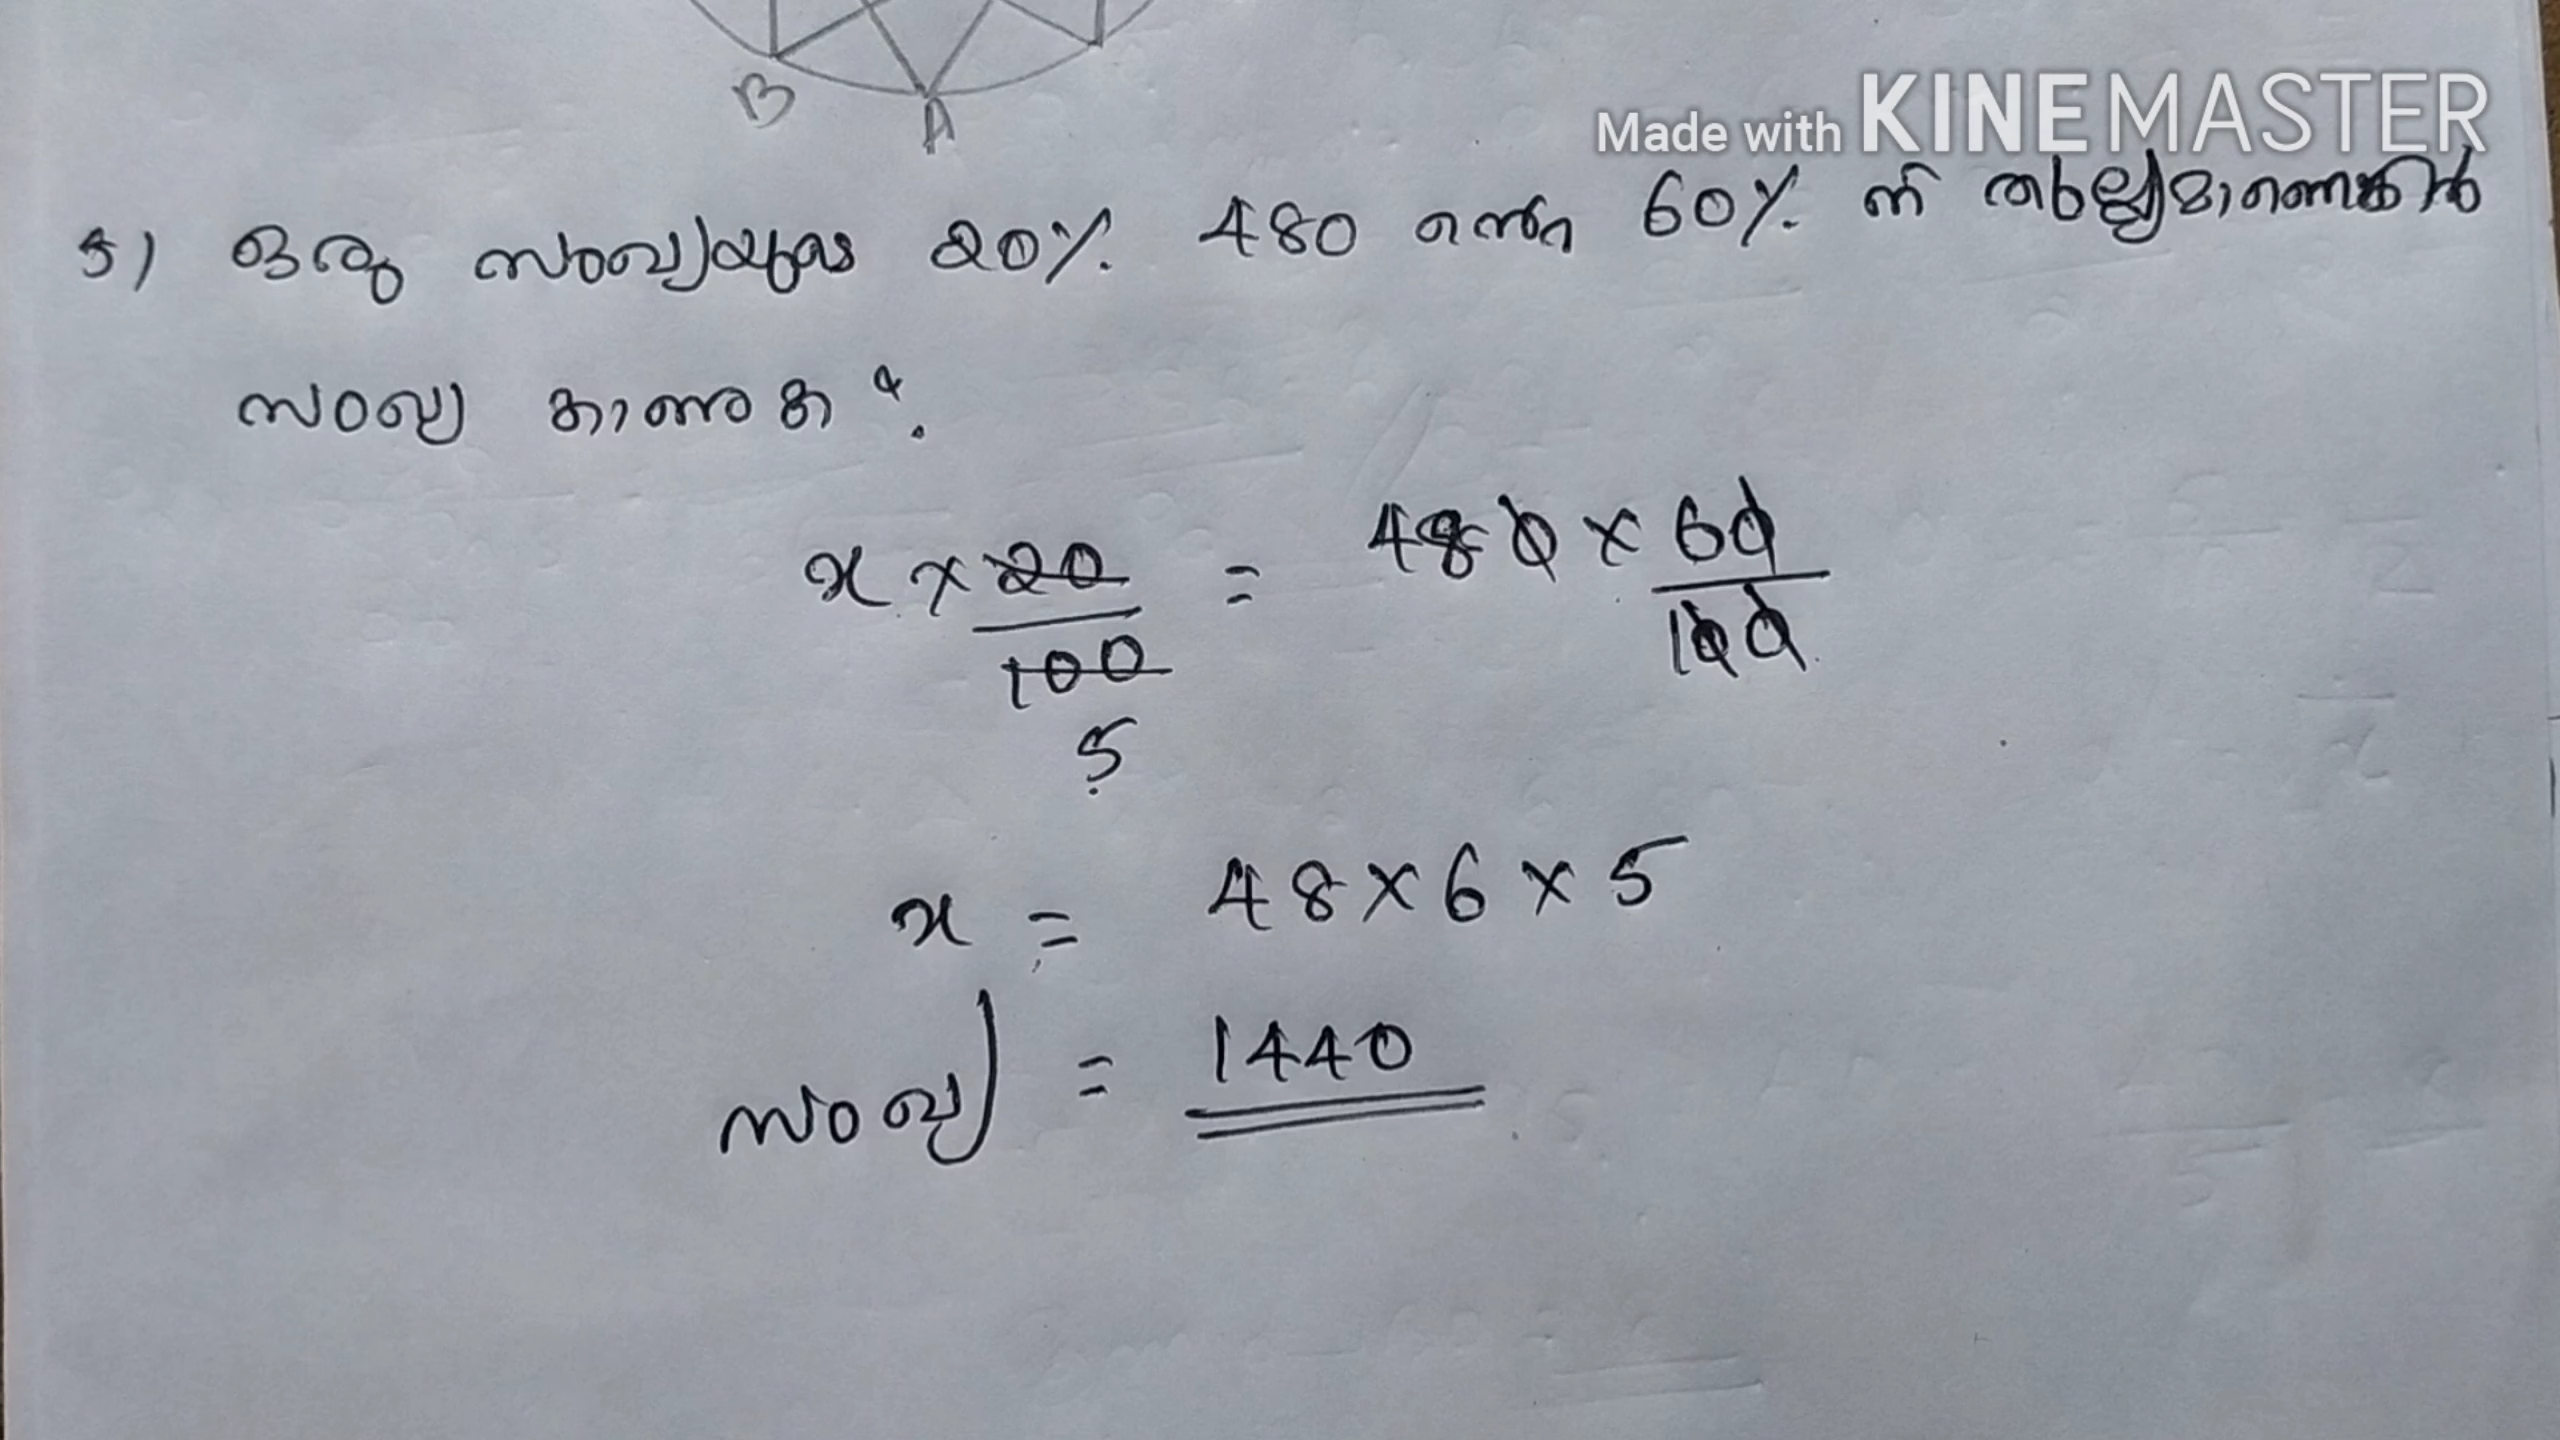 B
A
Made with KINEMASTER
5) ഒരു സംഖ്യയുടെ 20% 480 ന്റെ 60% ന് തുല്യമാണെങ്കിൽ
സംഖ്യ കാണുക ?
x × 20/100 = 480 × 60/100
5
x = 48 × 6 × 5
സംഖ്യ = 1440